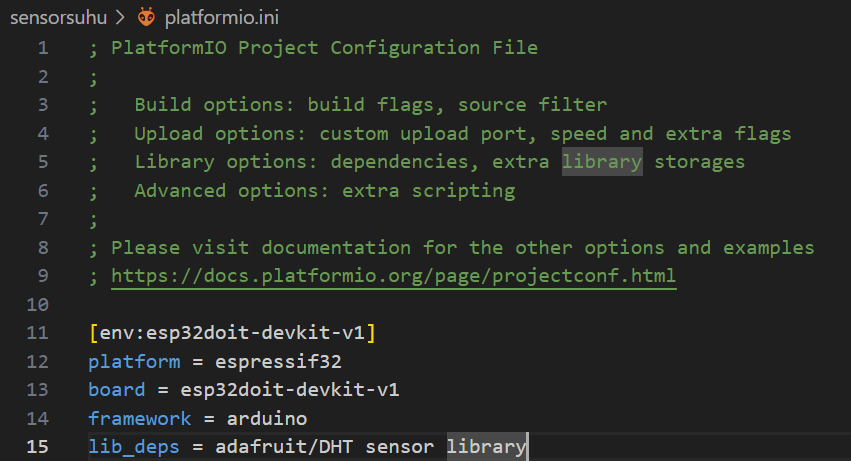 sensorsuhu > platformio.ini
1 ; PlatformIO Project Configuration File
2 ;
3 ;   Build options: build flags, source filter
4 ;   Upload options: custom upload port, speed and extra flags
5 ;   Library options: dependencies, extra library storages
6 ;   Advanced options: extra scripting
7 ;
8 ; Please visit documentation for the other options and examples
9 ; https://docs.platformio.org/page/projectconf.html
10
11 [env:esp32doit-devkit-v1]
12 platform = espressif32
13 board = esp32doit-devkit-v1
14 framework = arduino
15 lib_deps = adafruit/DHT sensor library